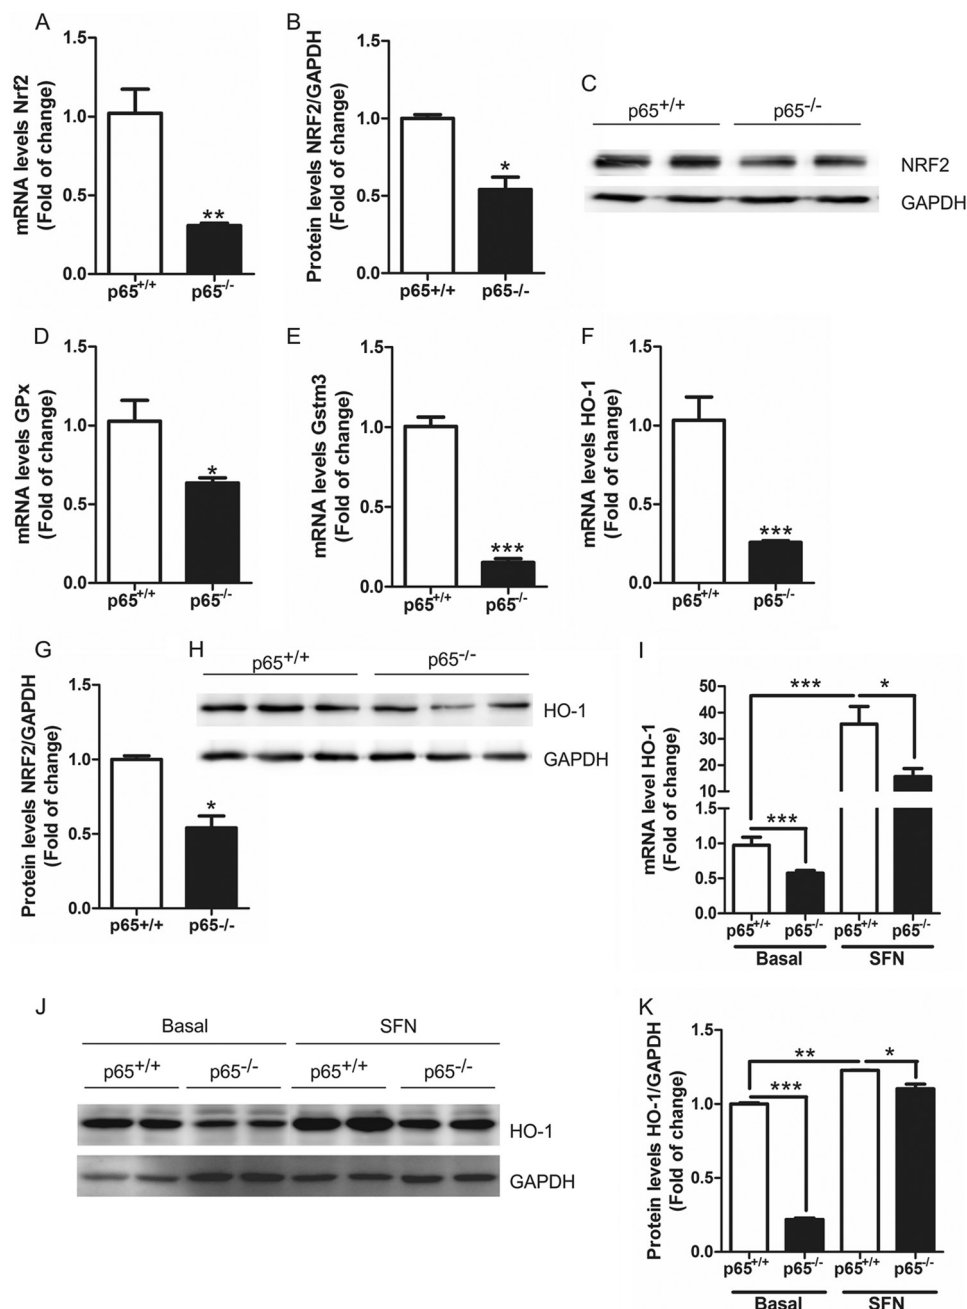 A
mRNA levels Nrf2
(Fold of change)
1.5
1.0
0.5
0.0
**
p65+/+ p65-/-
B
Protein levels NRF2/GAPDH
(Fold of change)
1.5
1.0
0.5
0.0
*
p65+/+ p65-/-
C
p65+/+ p65-/-
NRF2
GAPDH
D
mRNA levels GPx
(Fold of change)
1.5
1.0
0.5
0.0
*
p65+/+ p65-/-
E
mRNA levels Gstm3
(Fold of change)
1.5
1.0
0.5
0.0
***
p65+/+ p65-/-
F
mRNA levels HO-1
(Fold of change)
1.5
1.0
0.5
0.0
***
p65+/+ p65-/-
G
Protein levels NRF2/GAPDH
(Fold of change)
1.5
1.0
0.5
0.0
*
p65+/+ p65-/-
H
p65+/+ p65-/-
HO-1
GAPDH
I
mRNA level HO-1
(Fold of change)
50
40
30
20
10
1.5
1.0
0.5
0.0
*** *
***
p65+/+ p65-/- p65+/+ p65-/-
Basal SFN
J
Basal SFN
p65+/+ p65-/- p65+/+ p65-/-
HO-1
GAPDH
K
Protein levels HO-1/GAPDH
(Fold of change)
1.5
1.0
0.5
0.0
** *
***
p65+/+ p65-/- p65+/+ p65-/-
Basal SFN